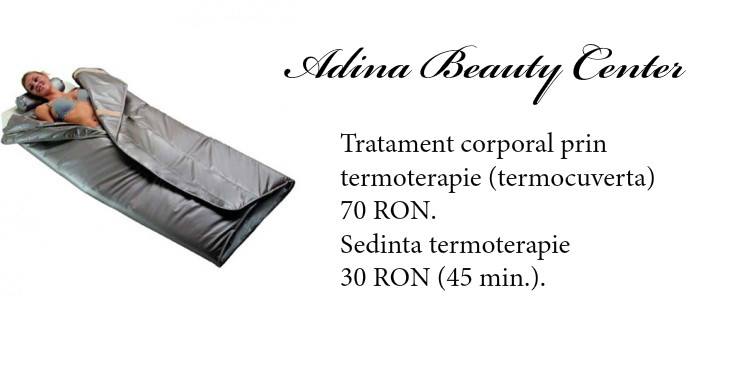 Adina Beauty Center
Tratament corporal prin
termoterapie (termocuverta)
70 RON.
Sedinta termoterapie
30 RON (45 min.).